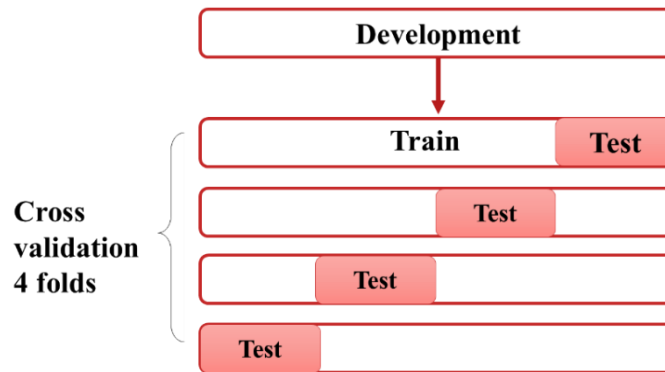 Development
Train
Test
Test
Cross
validation
4 folds
Test
Test